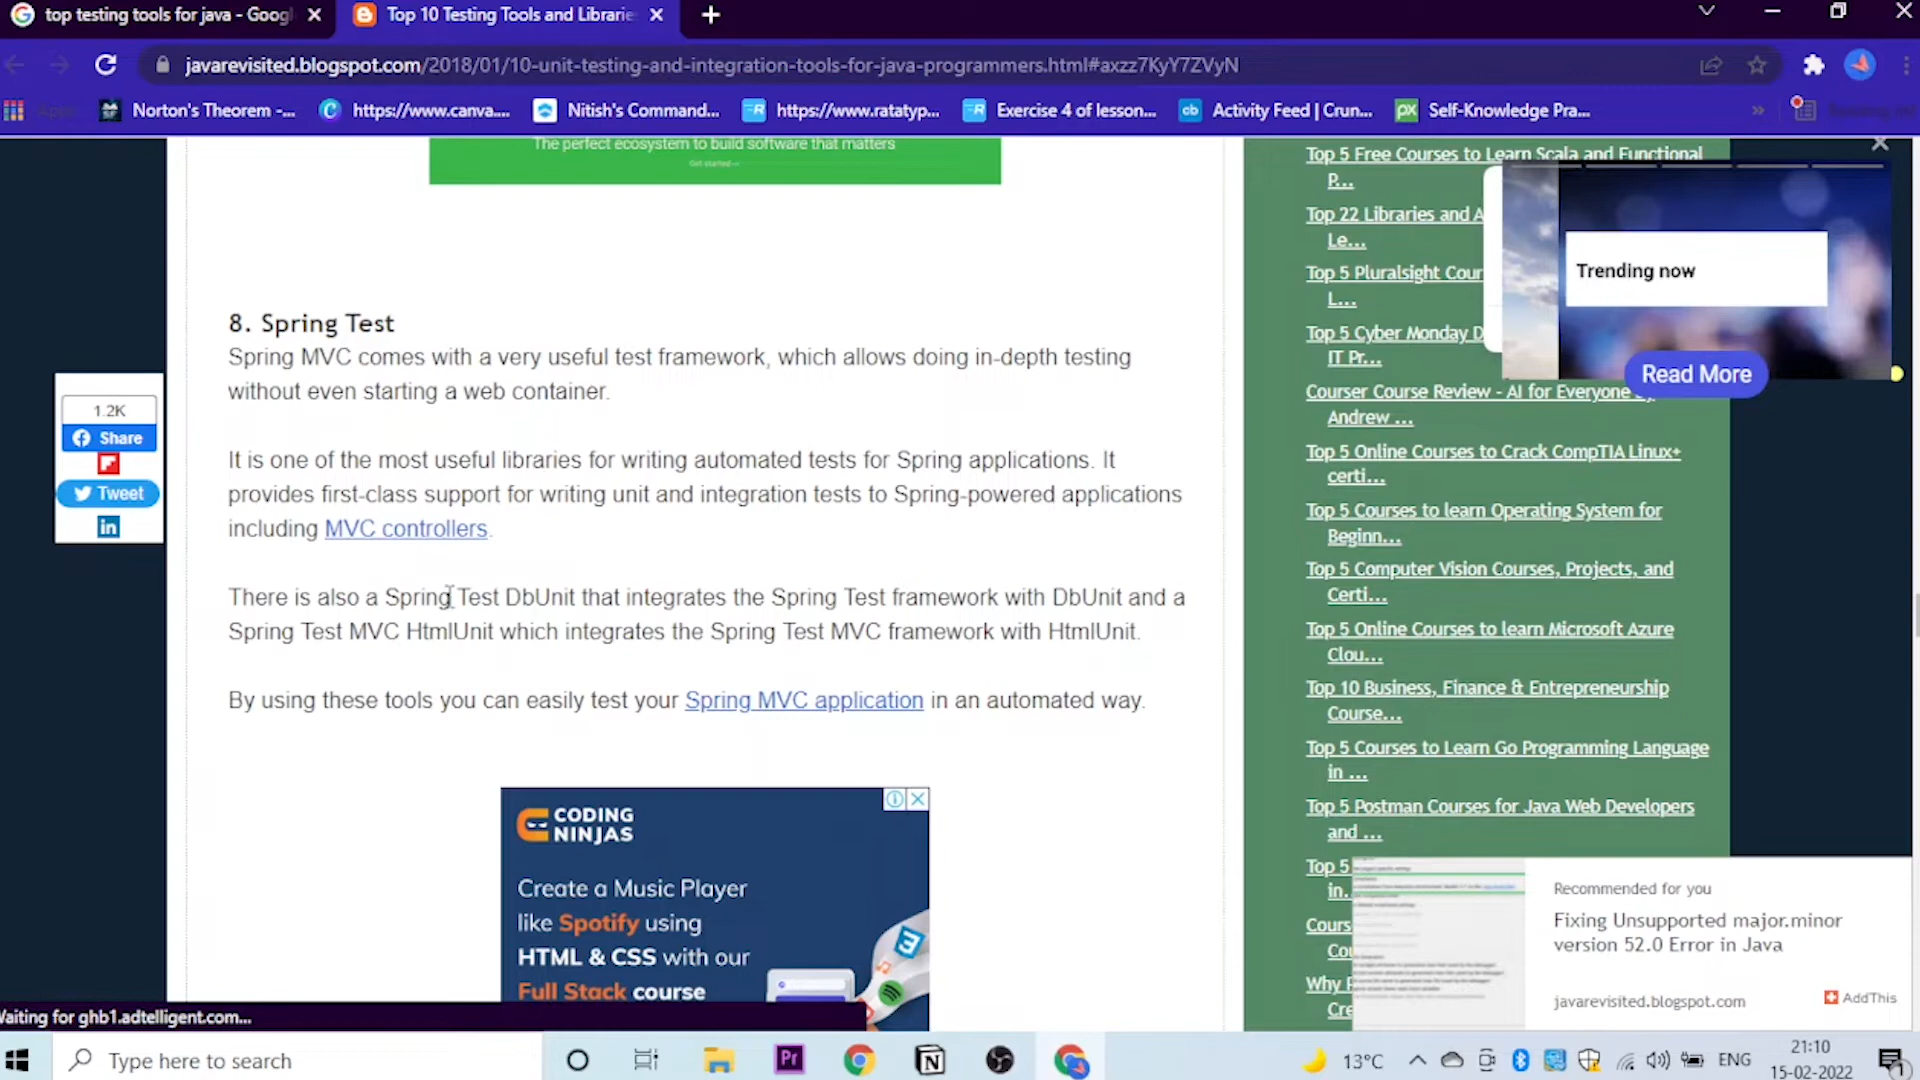 top testing tools for java - Googl
Top 10 Testing Tools and Librarie
javarevisited.blogspot.com/2018/01/10-unit-testing-and-integration-tools-for-java-programmers.html#axzz7KyY7ZVyN
Norton's Theorem -...
https://www.canva....
Nitish's Command...
https://www.ratatyp...
Exercise 4 of lesson...
cb
Activity Feed | Crun...
px
Self-Knowledge Pra...
The perfect ecosystem to build software that matters
Get started
8. Spring Test
Spring MVC comes with a very useful test framework, which allows doing in-depth testing
without even starting a web container.
It is one of the most useful libraries for writing automated tests for Spring applications. It
provides first-class support for writing unit and integration tests to Spring-powered applications
including MVC controllers.
There is also a Spring Test DbUnit that integrates the Spring Test framework with DbUnit and a
Spring Test MVC HtmlUnit which integrates the Spring Test MVC framework with HtmlUnit.
By using these tools you can easily test your Spring MVC application in an automated way.
1.2K
Share
Tweet
in
CODING
NINJAS
Create a Music Player
like Spotify using
HTML & CSS with our
Full Stack course
3
Top 5 Free Courses to Learn Scala and Functional
P...
Top 22 Libraries and A
Le...
Top 5 Pluralsight Cour
L...
Top 5 Cyber Monday D
IT Pr...
Courser Course Review - AI for Everyone by
Andrew ...
Top 5 Online Courses to Crack CompTIA Linux+
certi...
Top 5 Courses to learn Operating System for
Beginn...
Top 5 Computer Vision Courses, Projects, and
Certi...
Top 5 Online Courses to learn Microsoft Azure
Clou...
Top 10 Business, Finance & Entrepreneurship
Course...
Top 5 Courses to Learn Go Programming Language
in ...
Top 5 Postman Courses for Java Web Developers
and ...
Top 5
in.
Cours
Cou
Why
Cre
Trending now
Read More
Recommended for you
Fixing Unsupported major.minor
version 52.0 Error in Java
javarevisited.blogspot.com
AddThis
Waiting for ghb1.adtelligent.com...
Type here to search
Pr
13°C
ENG
21:10
15-02-2022
1